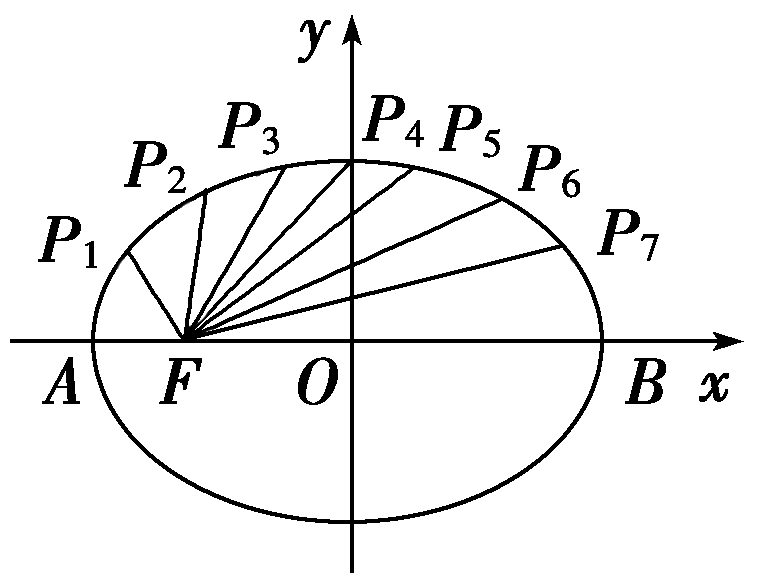 y
P₃ P₄ P₅
P₂ P₆
P₁ P₇
A F O B x